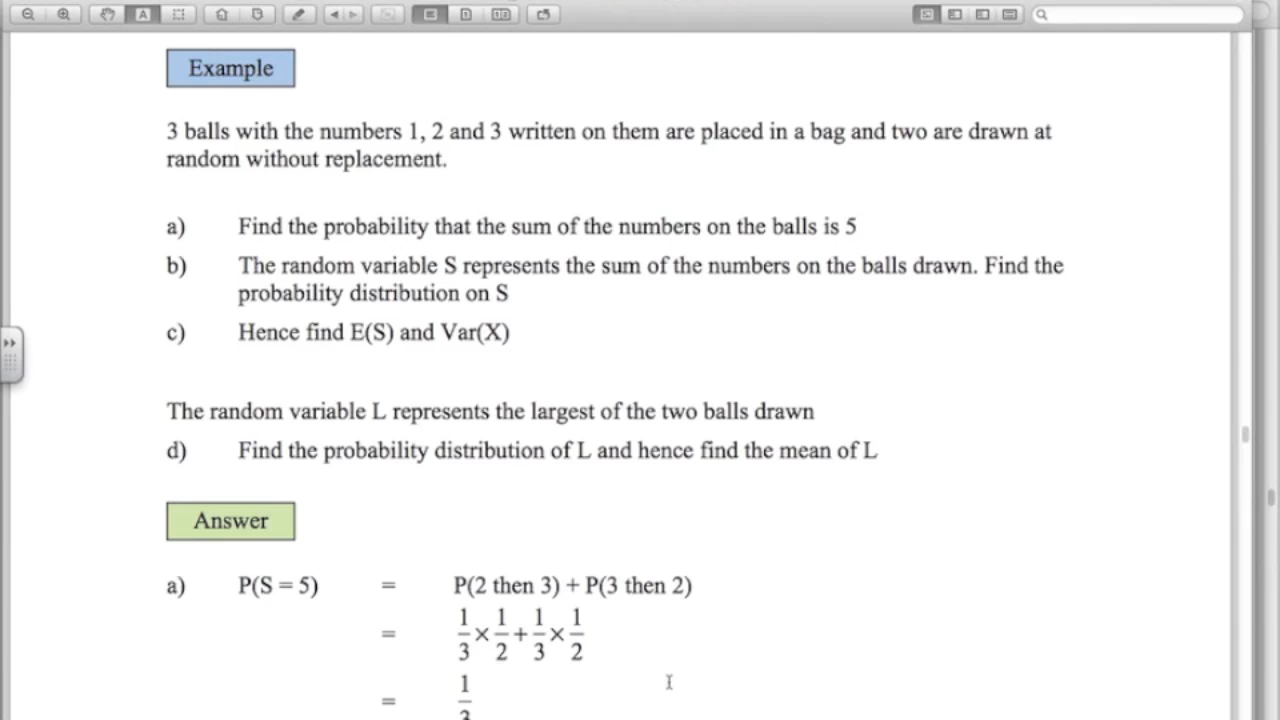 Example
3 balls with the numbers 1, 2 and 3 written on them are placed in a bag and two are drawn at
random without replacement.
a) Find the probability that the sum of the numbers on the balls is 5
b) The random variable S represents the sum of the numbers on the balls drawn. Find the
probability distribution on S
c) Hence find E(S) and Var(X)
The random variable L represents the largest of the two balls drawn
d) Find the probability distribution of L and hence find the mean of L
Answer
a) P(S = 5) = P(2 then 3) + P(3 then 2)
= 1/3 × 1/2 + 1/3 × 1/2
= 1/3